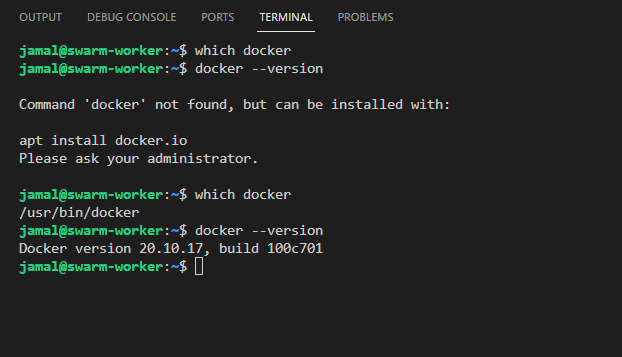 OUTPUT DEBUG CONSOLE PORTS TERMINAL PROBLEMS
jamal@swarm-worker:~$ which docker
jamal@swarm-worker:~$ docker --version
Command 'docker' not found, but can be installed with:
apt install docker.io
Please ask your administrator.
jamal@swarm-worker:~$ which docker
/usr/bin/docker
jamal@swarm-worker:~$ docker --version
Docker version 20.10.17, build 100c701
jamal@swarm-worker:~$